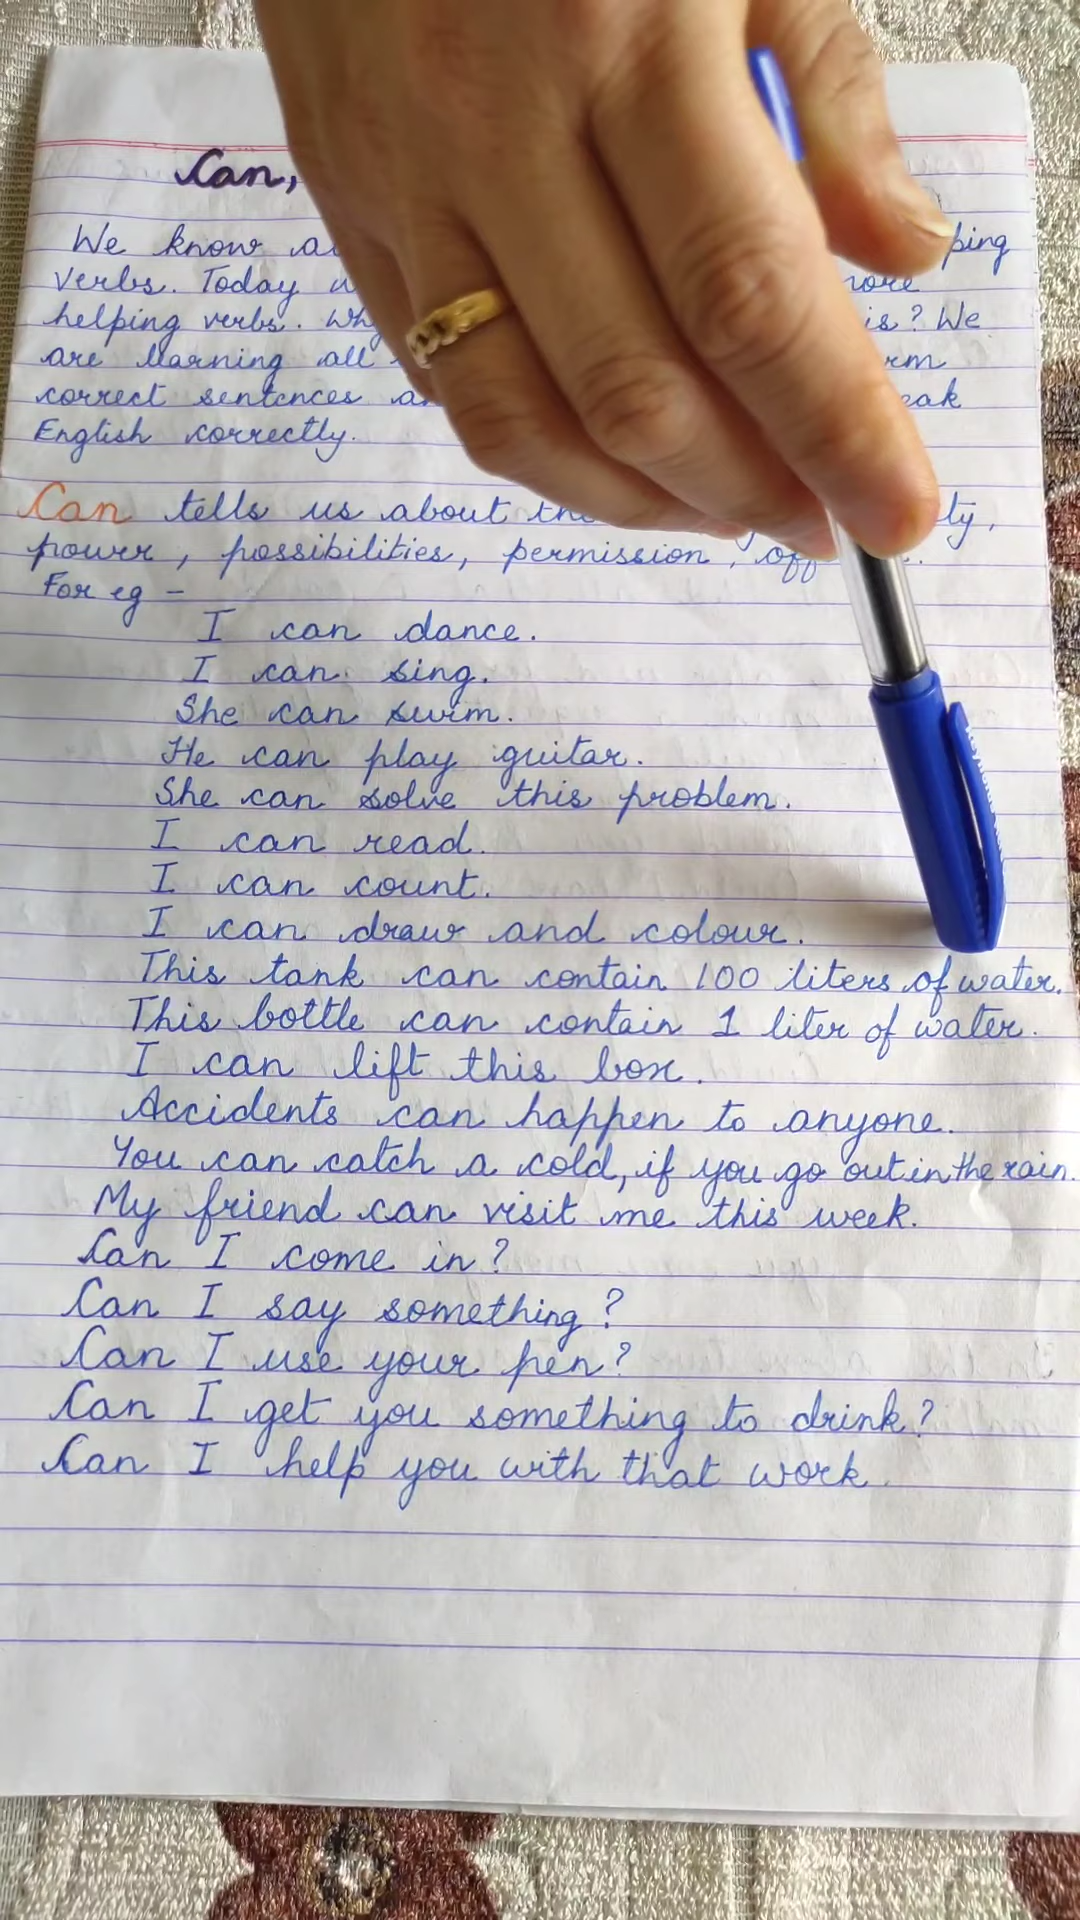 Can,
We know ping
verbs. Today more
helping verbs. Why is? We
are learning all
correct sentences
English correctly.
Can tells us about the
power, possibilities, permission,
For eg -
I can dance.
I can sing.
She can swim.
He can play guitar.
She can solve this problem.
I can read.
I can count.
I can draw and colour.
This tank can contain 100 liters of water.
This bottle can contain 1 liter of water.
I can lift this box.
Accidents can happen to anyone.
You can catch a cold, if you go out in the rain.
My friend can visit me this week.
Can I come in?
Can I say something?
Can I use your pen?
Can I get you something to drink?
Can I help you with that work.